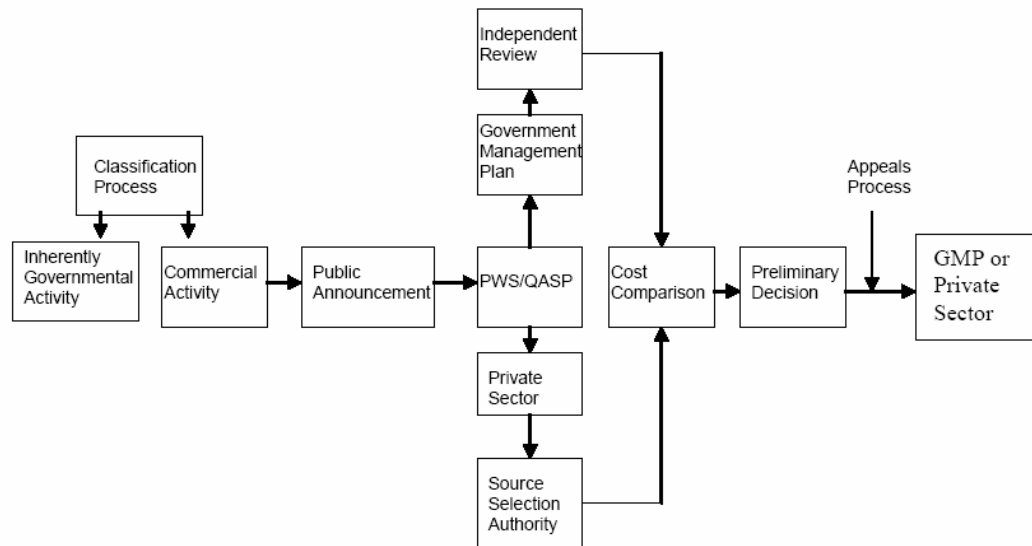 Independent
Review
Government
Management
Plan
Classification
Process
Appeals
Process
Inherently
Governmental
Activity
Commercial
Activity
Public
Announcement
PWS/QASP
Cost
Comparison
Preliminary
Decision
GMP or
Private
Sector
Private
Sector
Source
Selection
Authority